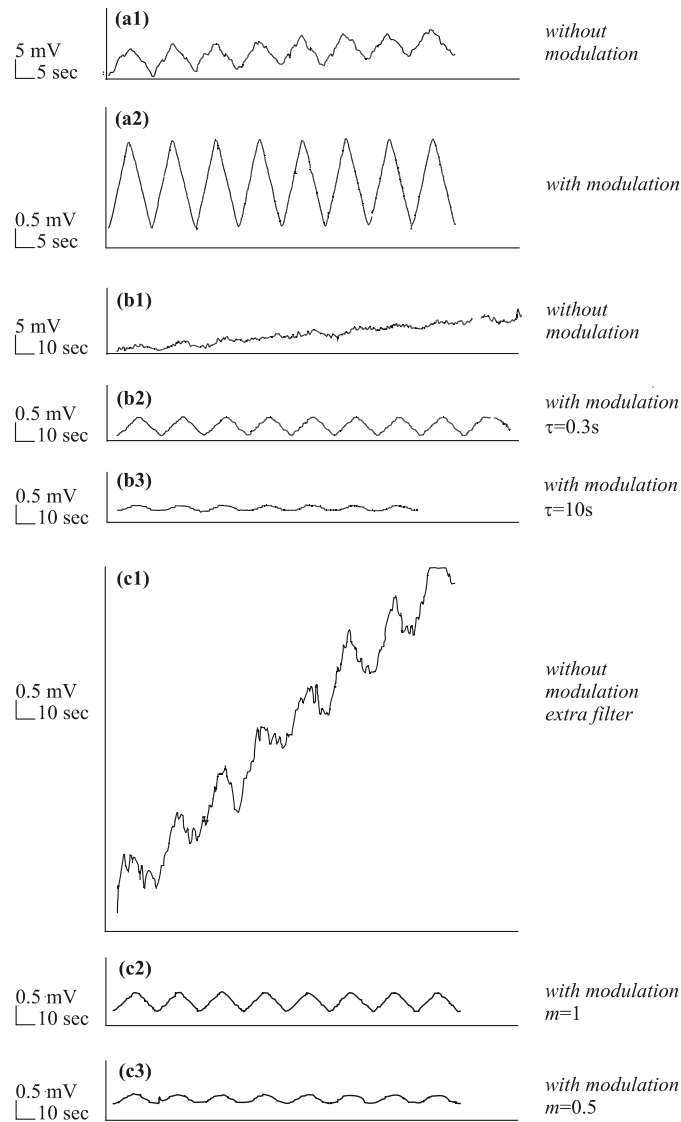 (a1)
without
modulation
5 mV
5 sec
(a2)
with modulation
0.5 mV
5 sec
(b1)
without
modulation
5 mV
10 sec
(b2)
with modulation
τ=0.3s
0.5 mV
10 sec
(b3)
with modulation
τ=10s
0.5 mV
10 sec
(c1)
without
modulation
extra filter
0.5 mV
10 sec
(c2)
with modulation
m=1
0.5 mV
10 sec
(c3)
with modulation
m=0.5
0.5 mV
10 sec